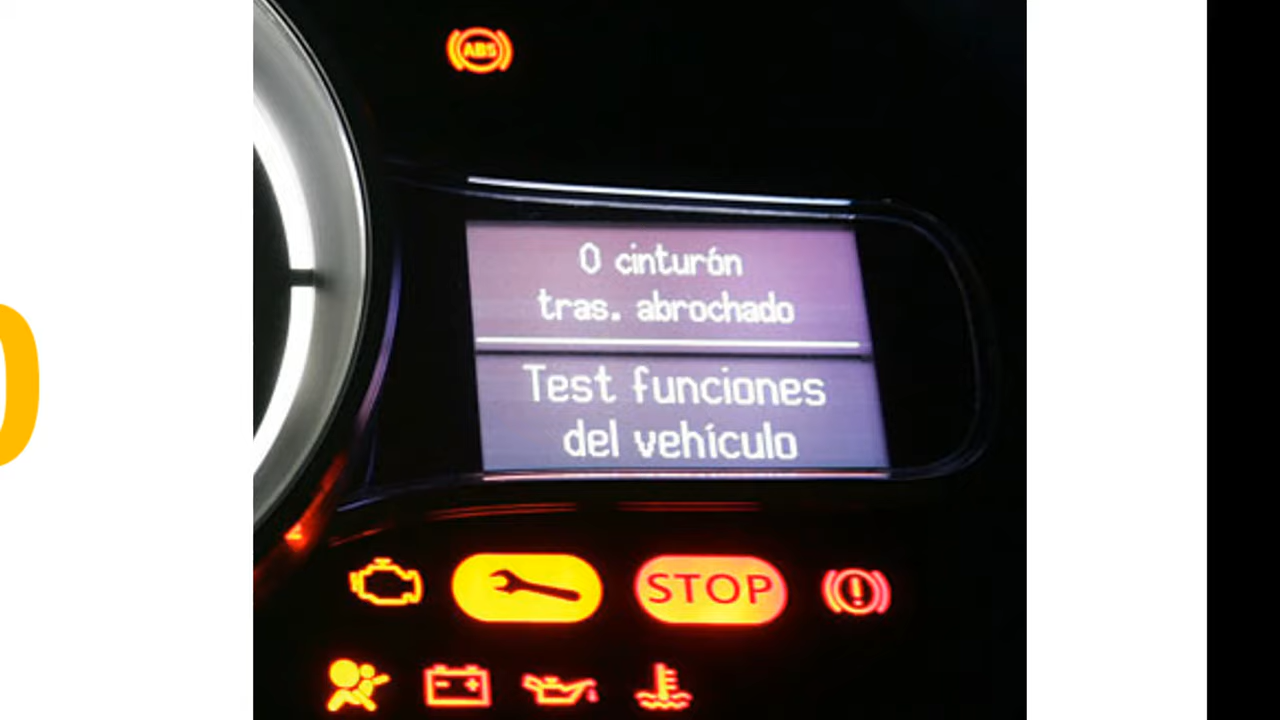 ABS
0 cinturón
tras. abrochado
Test funciones
del vehículo
STOP